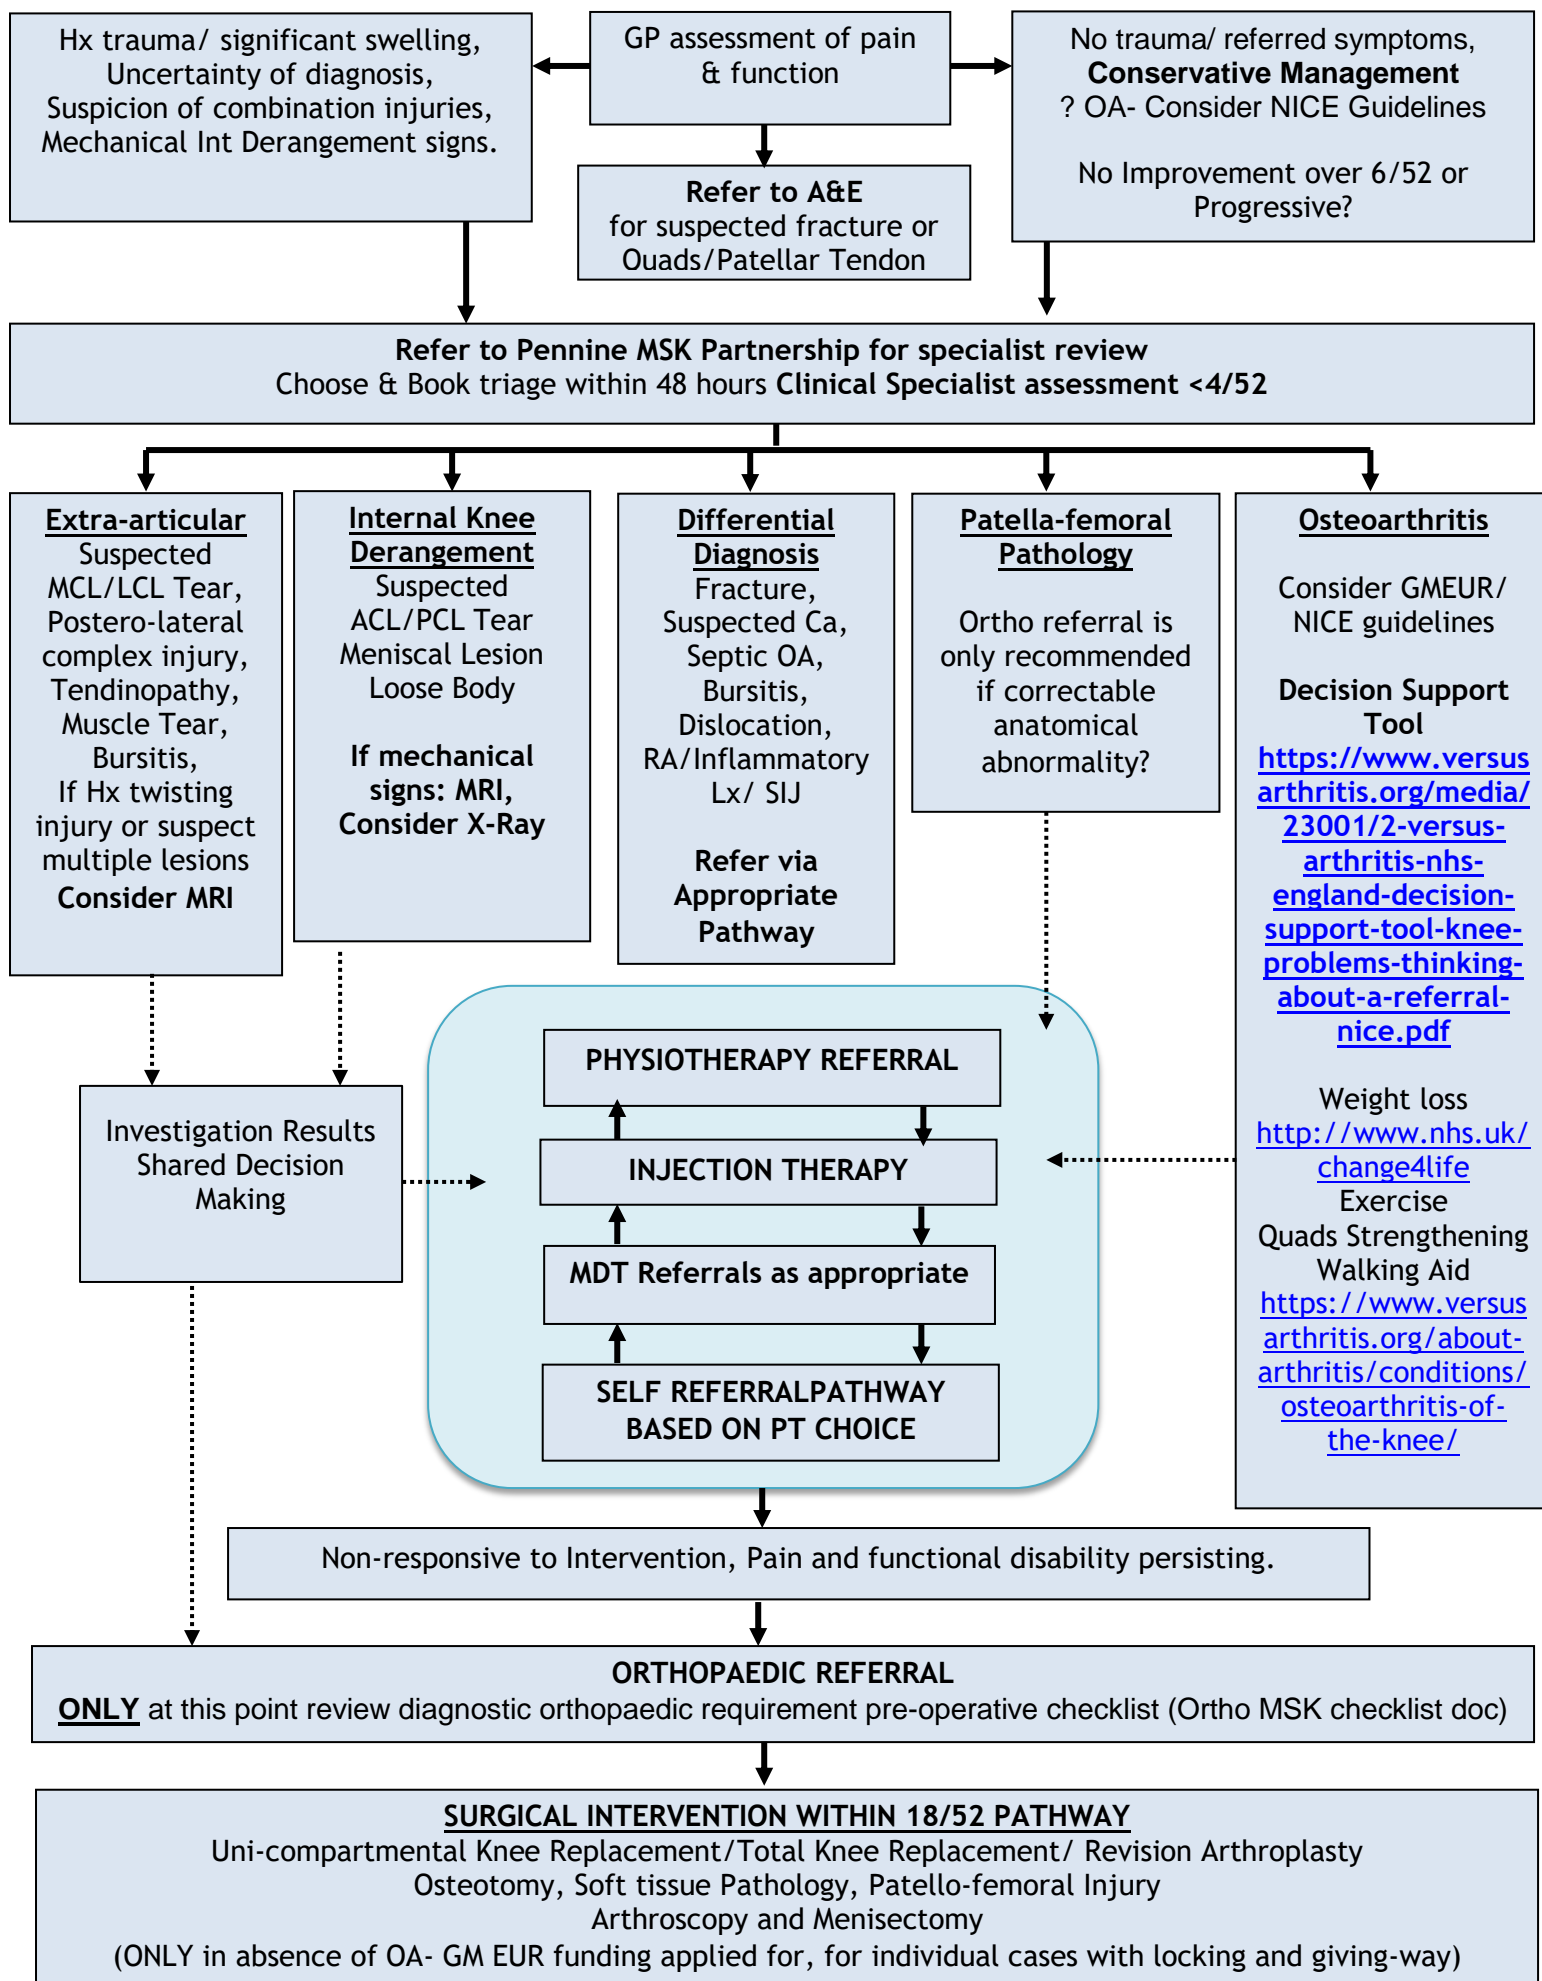 Hx trauma/ significant swelling,
Uncertainty of diagnosis,
Suspicion of combination injuries,
Mechanical Int Derangement signs.
GP assessment of pain
& function
No trauma/ referred symptoms,
Conservative Management
? OA- Consider NICE Guidelines
No Improvement over 6/52 or
Progressive?
Refer to A&E
for suspected fracture or
Quads/Patellar Tendon
Refer to Pennine MSK Partnership for specialist review
Choose & Book triage within 48 hours Clinical Specialist assessment <4/52
Extra-articular
Suspected
MCL/LCL Tear,
Postero-lateral
complex injury,
Tendinopathy,
Muscle Tear,
Bursitis,
If Hx twisting
injury or suspect
multiple lesions
Consider MRI
Internal Knee
Derangement
Suspected
ACL/PCL Tear
Meniscal Lesion
Loose Body
If mechanical
signs: MRI,
Consider X-Ray
Differential
Diagnosis
Fracture,
Suspected Ca,
Septic OA,
Bursitis,
Dislocation,
RA/Inflammatory
Lx/ SIJ
Refer via
Appropriate
Pathway
Patella-femoral
Pathology
Ortho referral is
only recommended
if correctable
anatomical
abnormality?
Osteoarthritis
Consider GMEUR/
NICE guidelines
Decision Support
Tool
https://www.versus
arthritis.org/media/
23001/2-versus-
arthritis-nhs-
england-decision-
support-tool-knee-
problems-thinking-
about-a-referral-
nice.pdf
Weight loss
http://www.nhs.uk/
change4life
Exercise
Quads Strengthening
Walking Aid
https://www.versus
arthritis.org/about-
arthritis/conditions/
osteoarthritis-of-
the-knee/
Investigation Results
Shared Decision
Making
PHYSIOTHERAPY REFERRAL
INJECTION THERAPY
MDT Referrals as appropriate
SELF REFERRALPATHWAY
BASED ON PT CHOICE
Non-responsive to Intervention, Pain and functional disability persisting.
ORTHOPAEDIC REFERRAL
ONLY at this point review diagnostic orthopaedic requirement pre-operative checklist (Ortho MSK checklist doc)
SURGICAL INTERVENTION WITHIN 18/52 PATHWAY
Uni-compartmental Knee Replacement/Total Knee Replacement/ Revision Arthroplasty
Osteotomy, Soft tissue Pathology, Patello-femoral Injury
Arthroscopy and Menisectomy
(ONLY in absence of OA- GM EUR funding applied for, for individual cases with locking and giving-way)